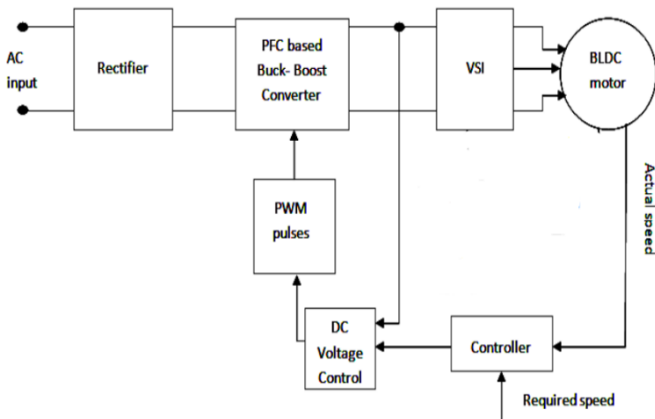 AC
input
Rectifier
PFC based
Buck- Boost
Converter
VSI
BLDC
motor
Actual speed
PWM
pulses
DC
Voltage
Control
Controller
Required speed